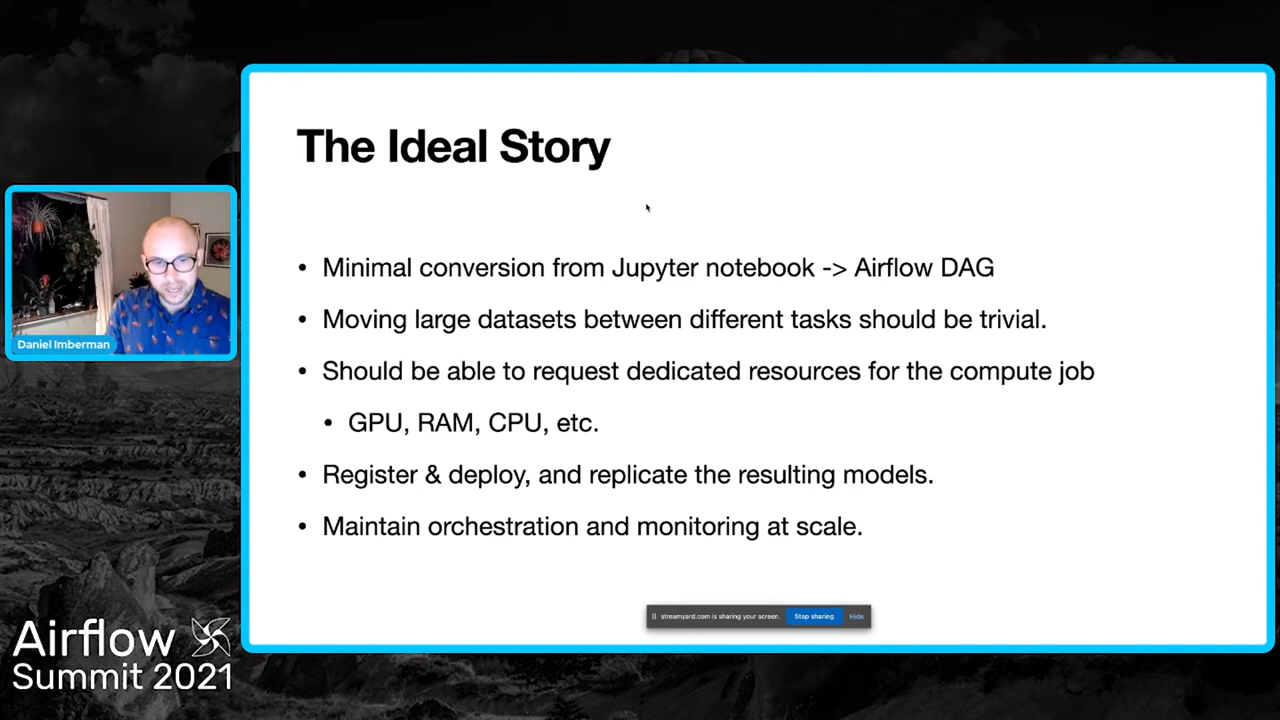 The Ideal Story
• Minimal conversion from Jupyter notebook -> Airflow DAG
• Moving large datasets between different tasks should be trivial.
• Should be able to request dedicated resources for the compute job
• GPU, RAM, CPU, etc.
• Register & deploy, and replicate the resulting models.
• Maintain orchestration and monitoring at scale.
Daniel Imberman
streamyard.com is sharing your screen. Stop sharing Hide
Airflow
Summit 2021